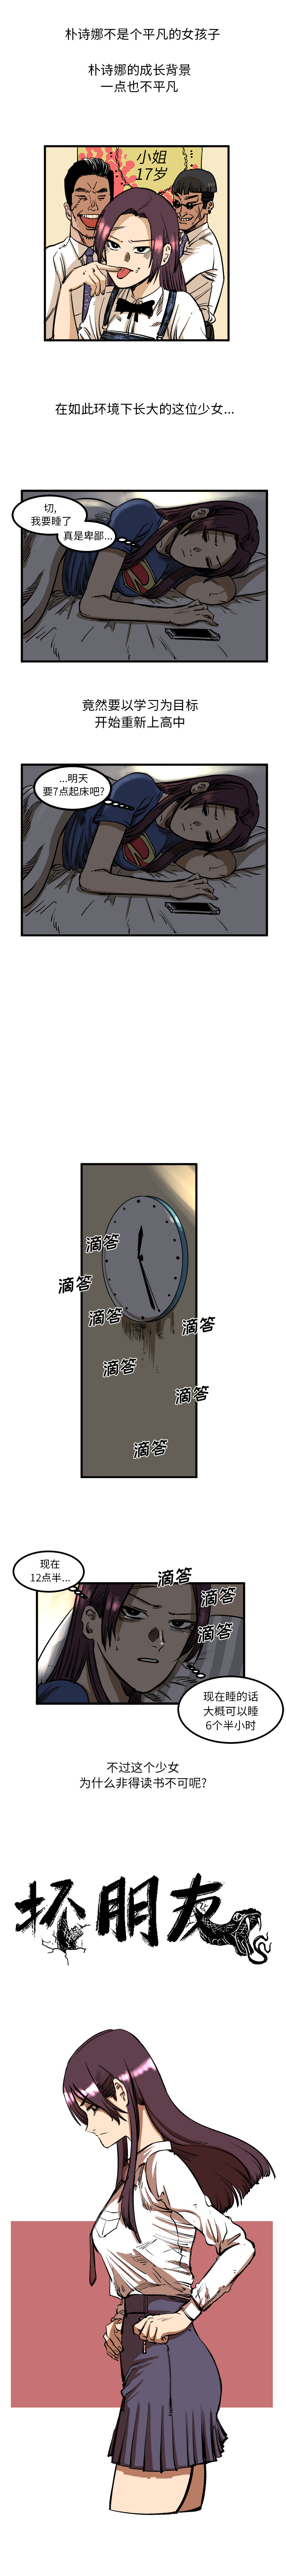 朴诗娜不是个平凡的女孩子
朴诗娜的成长背景
一点也不平凡
小姐
17岁
在如此环境下长大的这位少女...
切,
我要睡了
真是卑鄙...
竟然要以学习为目标
开始重新上高中
...明天
要7点起床吧?
滴答
滴答
滴答
滴答
滴答
滴答
滴答
现在
12点半...
滴答
滴答
滴答
现在睡的话
大概可以睡
6个半小时
不过这个少女
为什么非得读书不可呢?
坏朋友